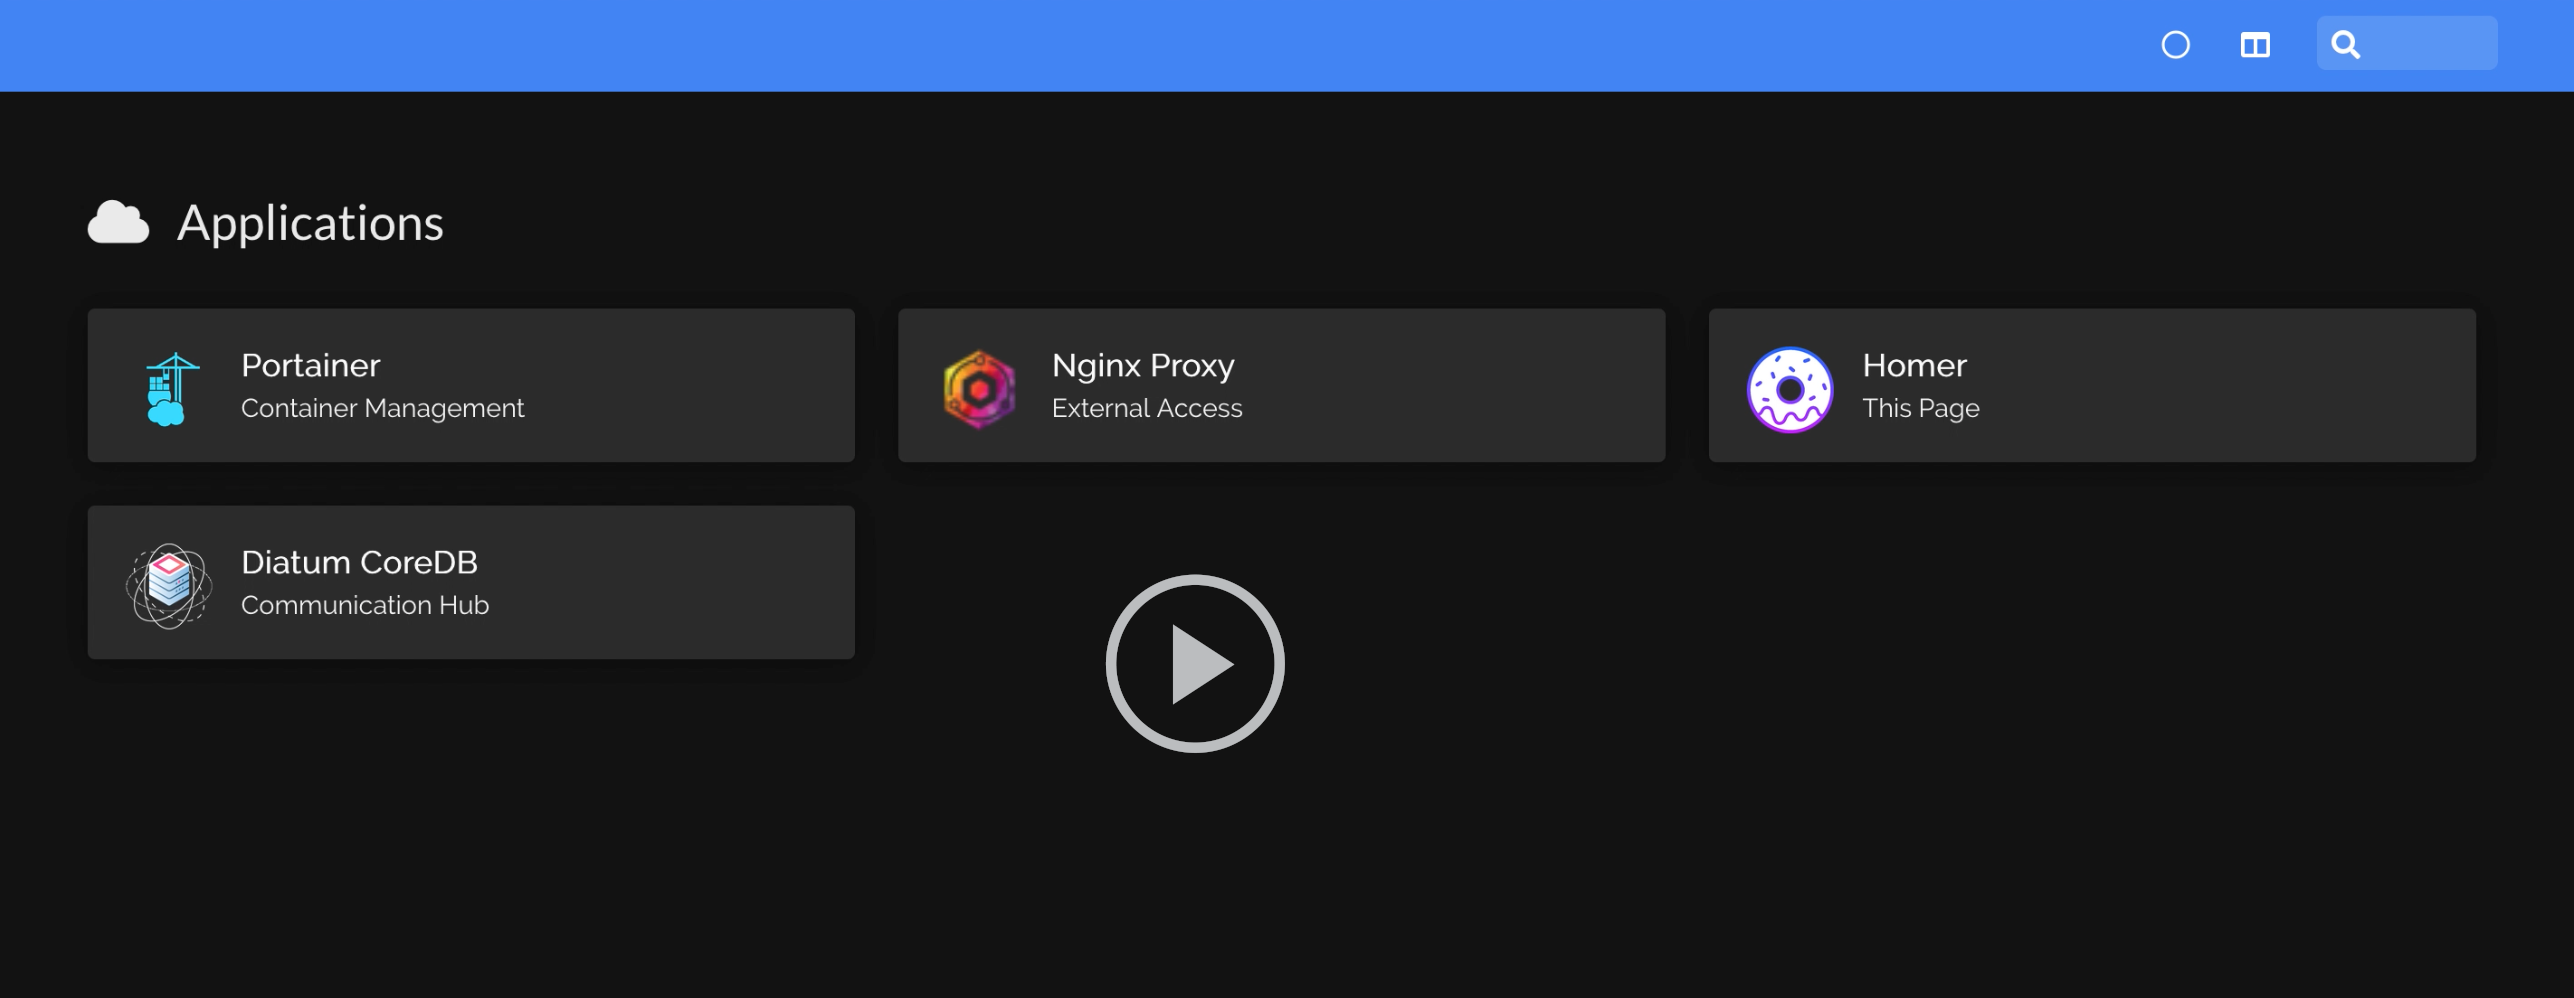 Applications
Portainer
Container Management
Nginx Proxy
External Access
Homer
This Page
Diatum CoreDB
Communication Hub